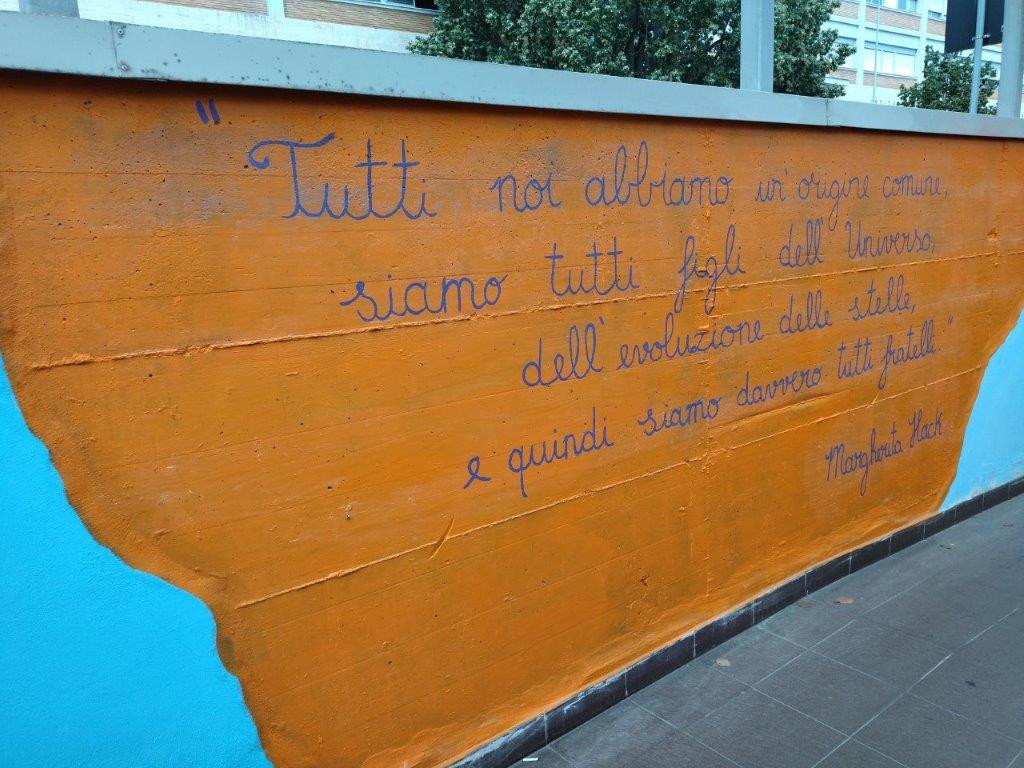 "Tutti noi abbiamo un'origine comune,
siamo tutti figli dell'Universo,
dell'evoluzione delle stelle,
e quindi siamo davvero tutti fratelli."
Margherita Hack